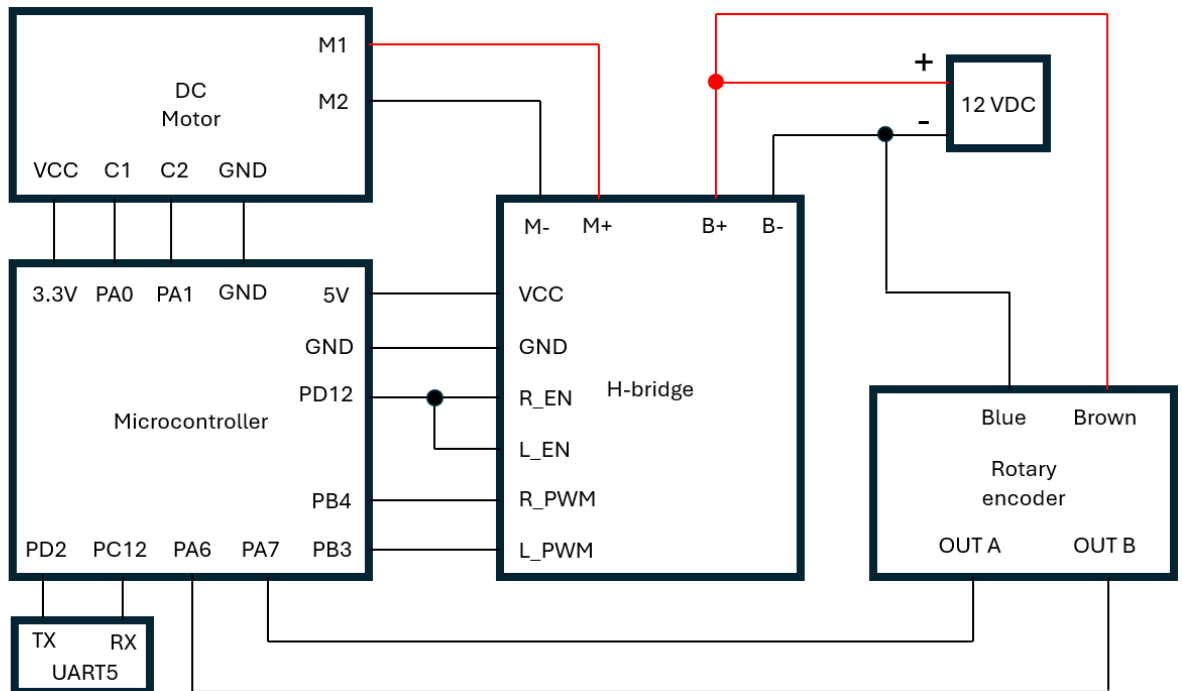 DC
Motor
M1
M2
VCC C1 C2 GND
+
12 VDC
-
3.3V PA0 PA1 GND
5V
GND
PD12
Microcontroller
PB4
PB3
PD2 PC12 PA6 PA7
M- M+ B+ B-
VCC
GND
R_EN
H-bridge
L_EN
R_PWM
L_PWM
Blue Brown
Rotary
encoder
OUT A OUT B
TX RX
UART5